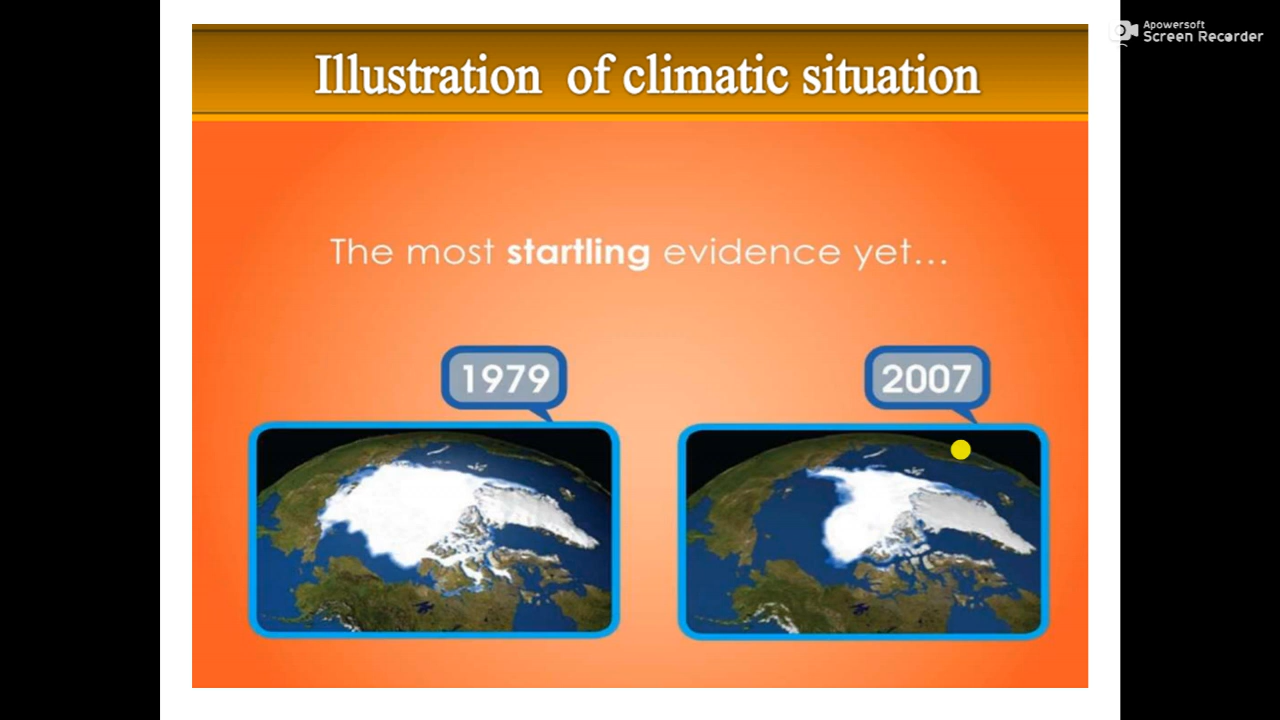 Apowersoft
Screen Recorder
Illustration of climatic situation
The most startling evidence yet...
1979
2007